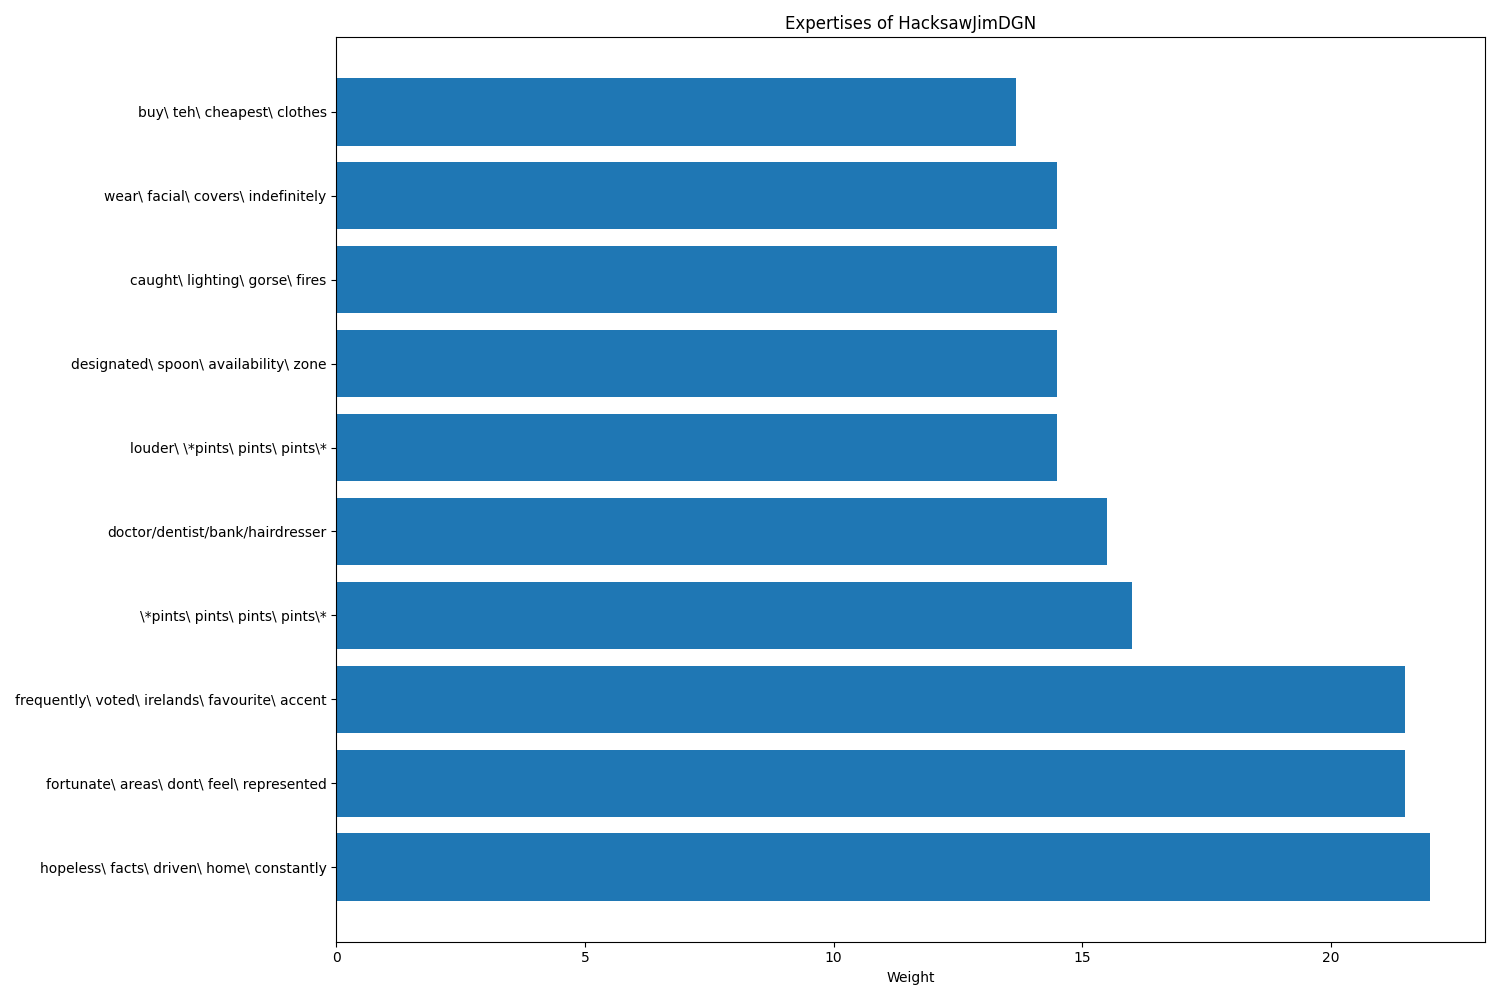 Expertises of HacksawJimDGN
buy\ teh\ cheapest\ clothes
wear\ facial\ covers\ indefinitely
caught\ lighting\ gorse\ fires
designated\ spoon\ availability\ zone
louder\ \*pints\ pints\ pints\*
doctor/dentist/bank/hairdresser
\*pints\ pints\ pints\ pints\*
frequently\ voted\ irelands\ favourite\ accent
fortunate\ areas\ dont\ feel\ represented
hopeless\ facts\ driven\ home\ constantly
0 5 10 15 20
Weight